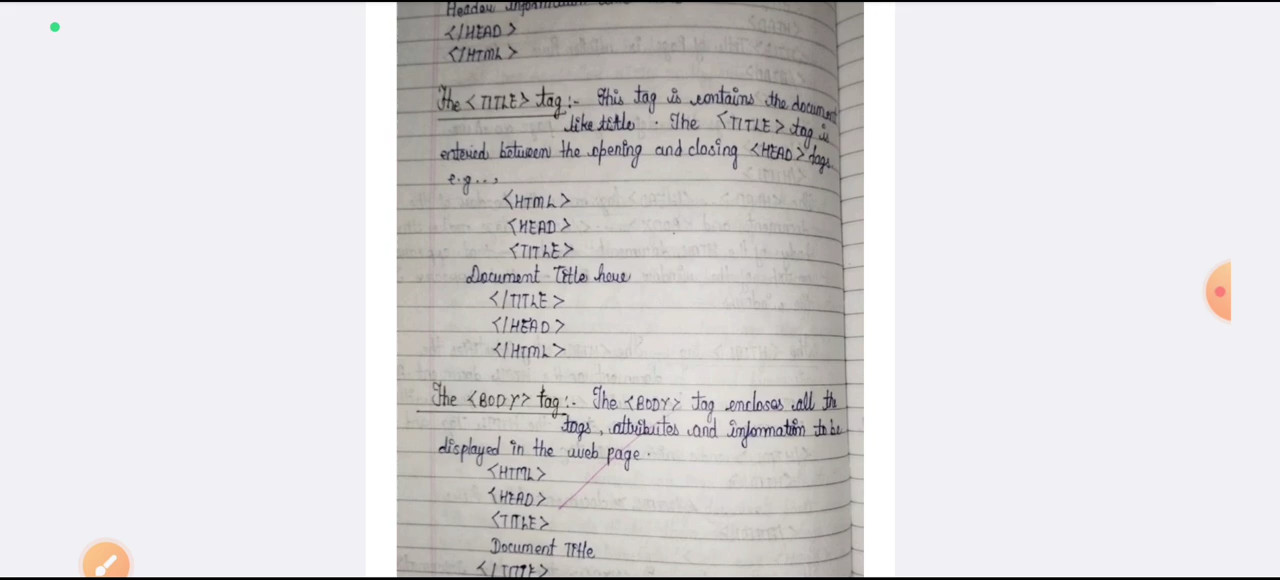 Header information
</HEAD>
</HTML>
The <TITLE> tag :- This tag is contains the document
like title . The <TITLE> tag is
entered between the opening and closing <HEAD> tags.
e.g..,
<HTML>
<HEAD>
<TITLE>
Document Title here
</TITLE>
</HEAD>
</HTML>
The <BODY> tag :- The <BODY> tag encloses all the
tags, attributes and information to be
displayed in the web page.
<HTML>
<HEAD>
<TITLE>
Document Title
</TITLE>